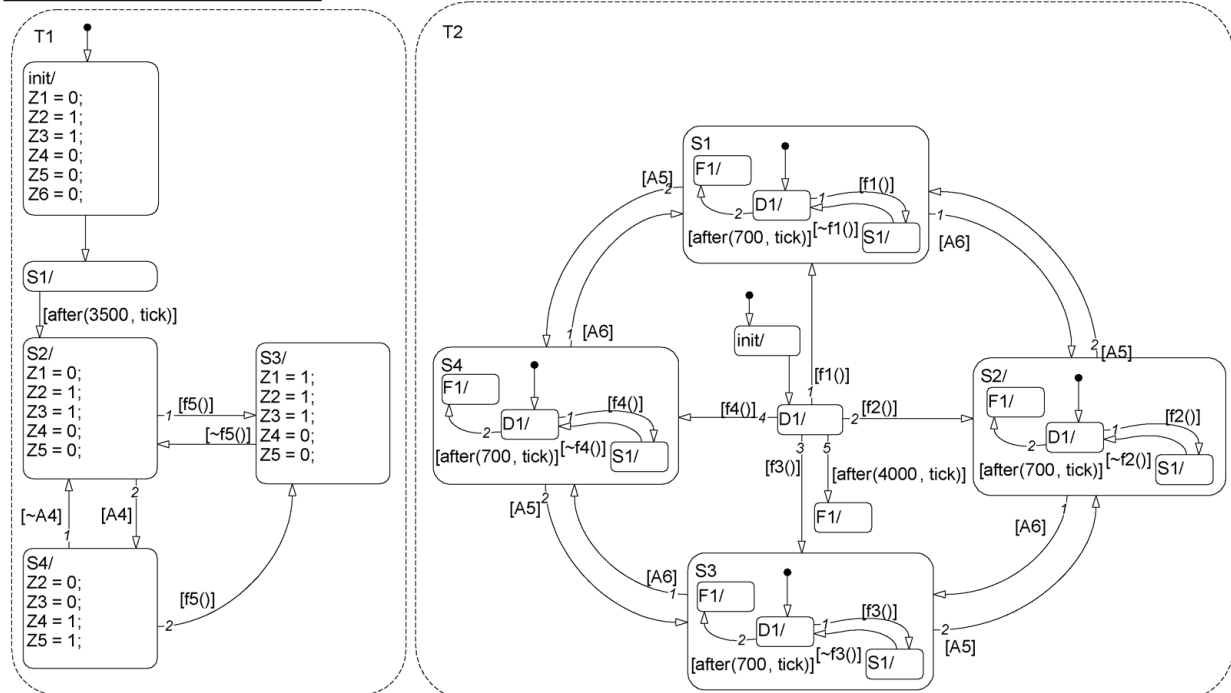 T1
init/
Z1 = 0;
Z2 = 1;
Z3 = 1;
Z4 = 0;
Z5 = 0;
Z6 = 0;
S1/
[after(3500, tick)]
S2/
Z1 = 0;
Z2 = 1;
Z3 = 1;
Z4 = 0;
Z5 = 0;
1
[f5()]
[~f5()]
S3/
Z1 = 1;
Z2 = 1;
Z3 = 1;
Z4 = 0;
Z5 = 0;
2
[~A4]
[A4]
1
S4/
Z2 = 0;
Z3 = 0;
Z4 = 1;
Z5 = 1;
[f5()]
2
T2
S1
F1/
D1/
1
[f1()]
2
[~f1()]
S1/
[after(700, tick)]
[A5]
2
1
[A6]
1
[A6]
2
[A5]
init/
[f1()]
1
D1/
[f4()]
4
2
[f2()]
3
[f3()]
5
[after(4000, tick)]
F1/
S4
F1/
D1/
1
[f4()]
2
[~f4()]
S1/
[after(700, tick)]
2
[A5]
S2/
F1/
D1/
1
[f2()]
2
[~f2()]
S1/
[after(700, tick)]
1
[A6]
S3
F1/
D1/
1
[f3()]
2
[~f3()]
S1/
[after(700, tick)]
[A6]
1
2
[A5]